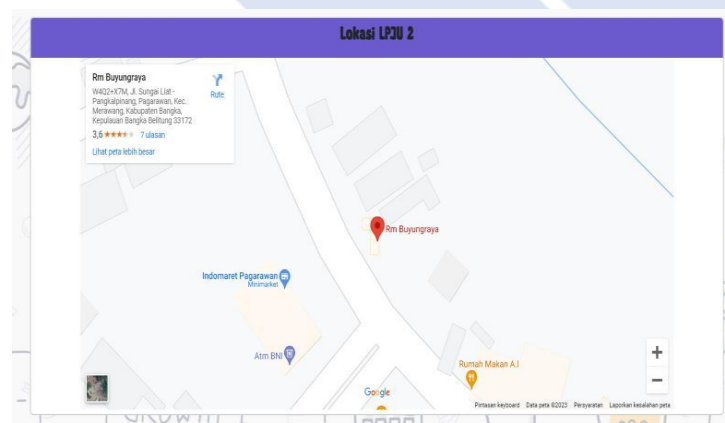 Lokasi LPJU 2
Rm Buyungraya
W4Q2+X7M, Jl. Sungai Liat -
Pangkalpinang, Pagarawan, Kec.
Merawang, Kabupaten Bangka,
Kepulauan Bangka Belitung 33172
Rute
3,6
7 ulasan
Lihat peta lebih besar
Rm Buyungraya
Indomaret Pagarawan
Minimarket
Atm BNI
Rumah Makan A.I
Google
Pintasan keyboard Data peta ©2023 Persyaratan Laporkan kesalahan peta